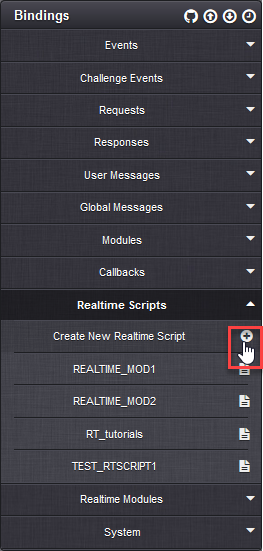 Bindings
Events
Challenge Events
Requests
Responses
User Messages
Global Messages
Modules
Callbacks
Realtime Scripts
Create New Realtime Script
REALTIME_MOD1
REALTIME_MOD2
RT_tutorials
TEST_RTSCRIPT1
Realtime Modules
System